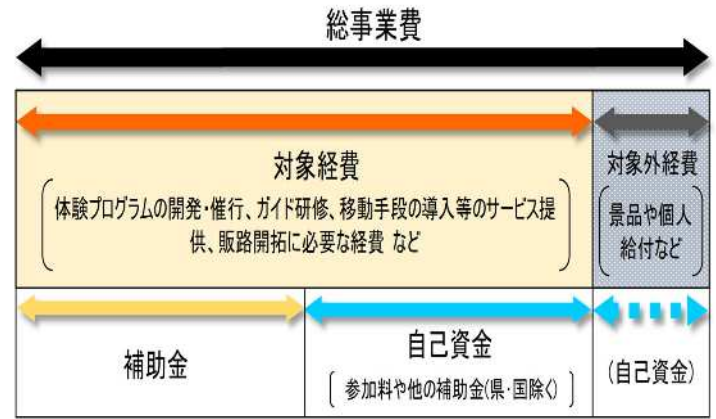 総事業費
対象経費
体験プログラムの開発・催行、ガイド研修、移動手段の導入等のサービス提
供、販路開拓に必要な経費 など
対象外経費
景品や個人
給付など
補助金
自己資金
参加料や他の補助金(県・国除く)
(自己資金)